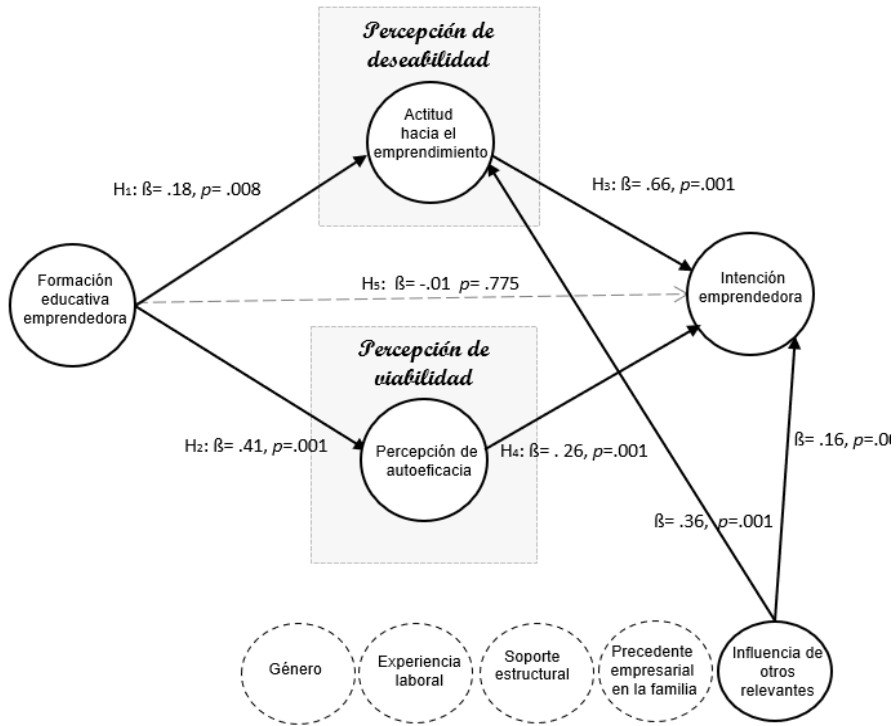 Percepción de
deseabilidad
Actitud
hacia el
emprendimiento
H₁: ß= .18, p= .008
H₃: ß= .66, p=.001
Formación
educativa
emprendedora
H₅: ß= -.01 p= .775
Intención
emprendedora
Percepción de
viabilidad
H₂: ß= .41, p=.001
Percepción de
autoeficacia
H₄: ß= . 26, p=.001
ß= .16, p=.00
ß= .36, p=.001
Género
Experiencia
laboral
Soporte
estructural
Precedente
empresarial
en la familia
Influencia de
otros
relevantes